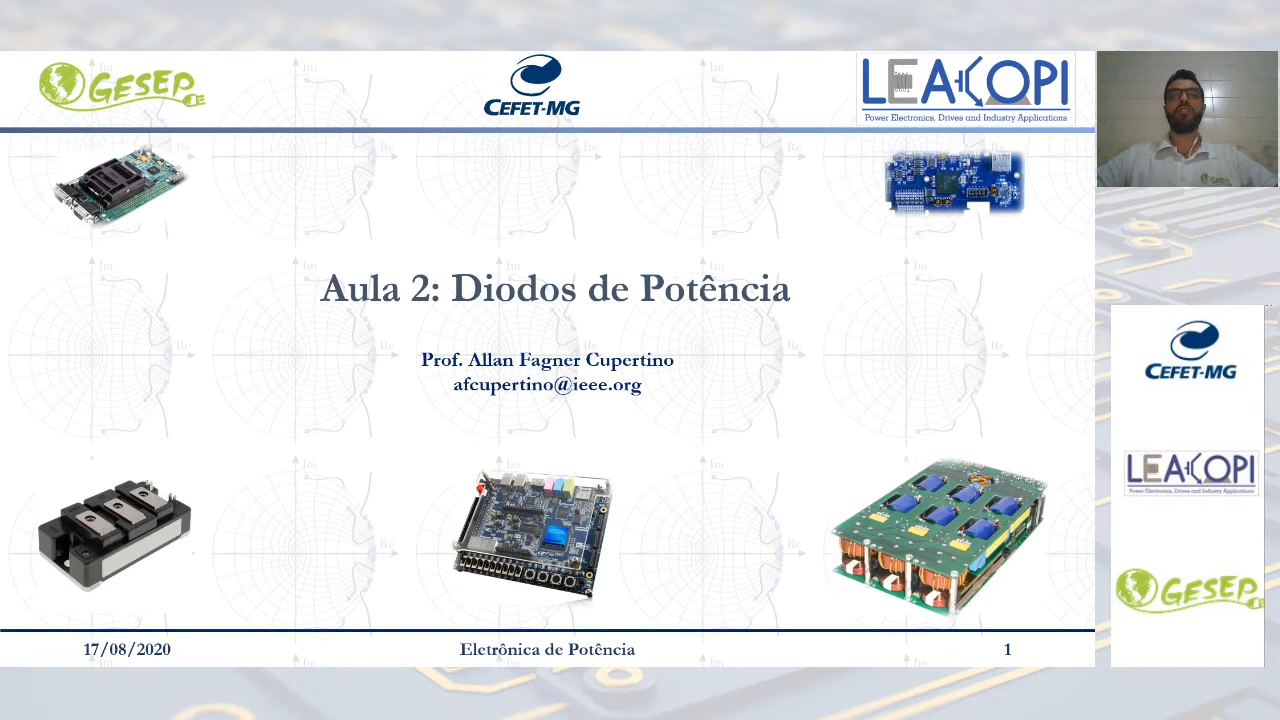 GESEP
CEFET-MG
LEACOPI
Power Electronics, Drives and Industry Applications
Aula 2: Diodos de Potência
Prof. Allan Fagner Cupertino
afcupertino@ieee.org
17/08/2020
Eletrônica de Potência
1
GESEP
CEFET-MG
LEACOPI
Power Electronics, Drives and Industry Applications
GESEP